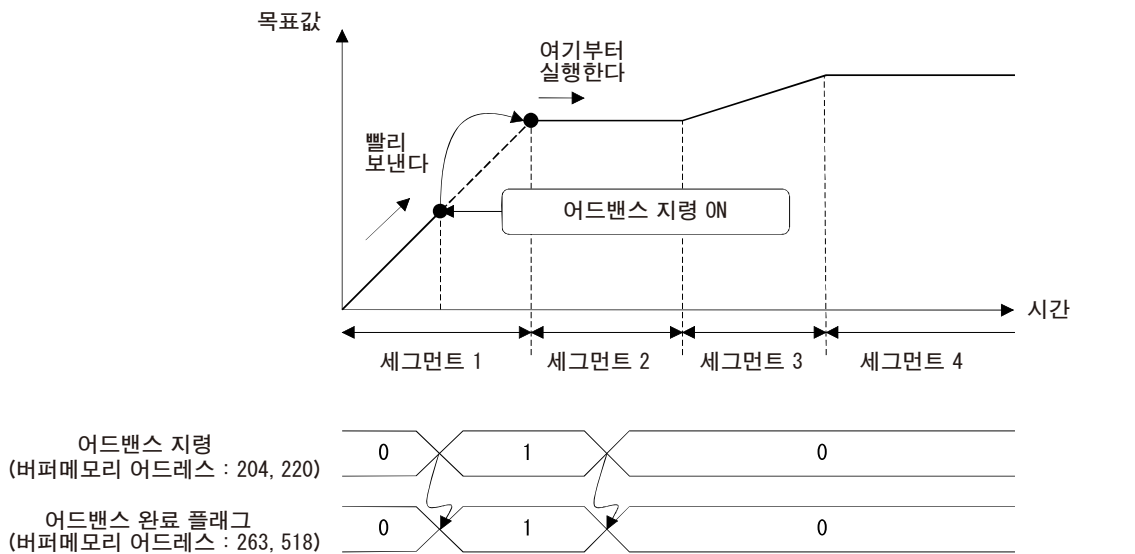 목표값
여기부터
실행한다
빨리
보낸다
어드밴스 지령 ON
시간
세그먼트 1
세그먼트 2
세그먼트 3
세그먼트 4
어드밴스 지령
(버퍼메모리 어드레스 : 204, 220)
0
1
0
어드밴스 완료 플래그
(버퍼메모리 어드레스 : 263, 518)
0
1
0